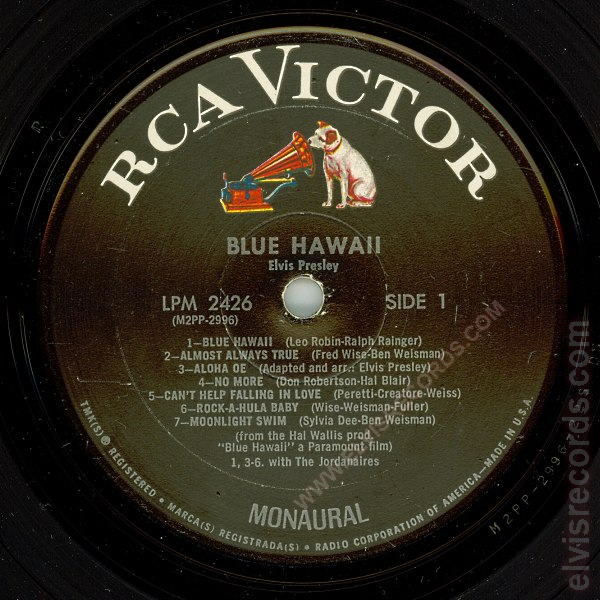 RCA VICTOR
BLUE HAWAII
Elvis Presley
LPM 2426
(M2PP-2996)
SIDE 1
1—BLUE HAWAII (Leo Robin-Ralph Rainger)
2—ALMOST ALWAYS TRUE (Fred Wise-Ben Weisman)
3—ALOHA OE (Adapted and arr.: Elvis Presley)
4—NO MORE (Don Robertson-Hal Blair)
5—CAN'T HELP FALLING IN LOVE (Peretti-Creatore-Weiss)
6—ROCK-A-HULA BABY (Wise-Weisman-Fuller)
7—MOONLIGHT SWIM (Sylvia Dee-Ben Weisman)
(from the Hal Wallis prod.
"Blue Hawaii" a Paramount film)
1, 3-6. with The Jordanaires
MONAURAL
TMK(S) ® REGISTERED • MARCA(S) REGISTRADA(S) • RADIO CORPORATION OF AMERICA—MADE IN U.S.A.
elvisrecords.com